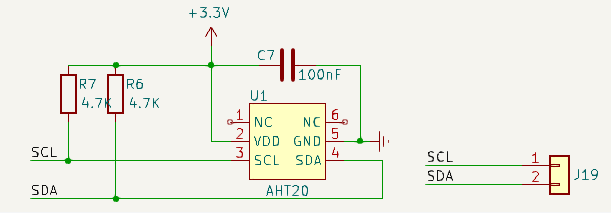 +3.3V
C7
100nF
R7
4.7K
R6
4.7K
U1
1 NC NC 6
2 VDD GND 5
3 SCL SDA 4
AHT20
SCL
SDA
SCL 1
SDA 2
J19